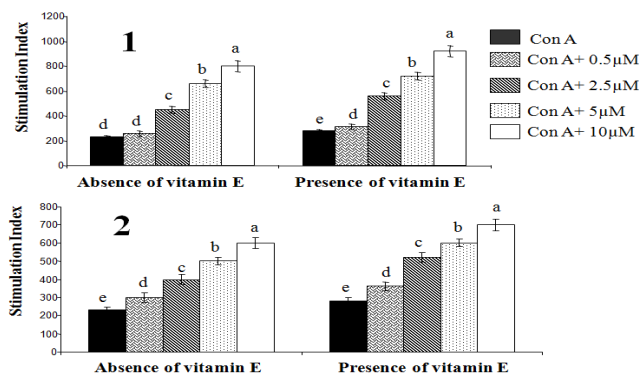 1200
1000
800
600
400
200
0
Stimulation Index
1
d
d
c
b
a
e
d
c
b
a
Absence of vitamin E
Presence of vitamin E
Con A
Con A+ 0.5µM
Con A+ 2.5µM
Con A+ 5µM
Con A+ 10µM
800
700
600
500
400
300
200
100
0
Stimulation Index
2
e
d
c
b
a
e
d
c
b
a
Absence of vitamin E
Presence of vitamin E